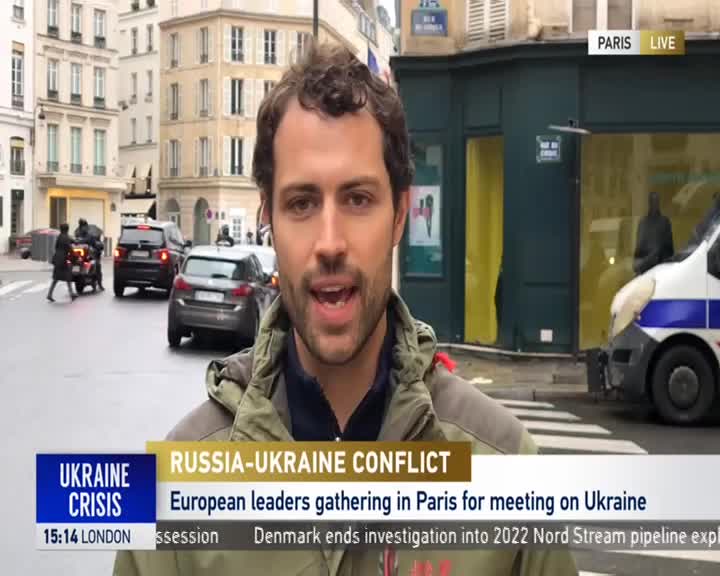 PARIS LIVE
RUSSIA-UKRAINE CONFLICT
UKRAINE
CRISIS
European leaders gathering in Paris for meeting on Ukraine
15:14 LONDON
ssession Denmark ends investigation into 2022 Nord Stream pipeline expl